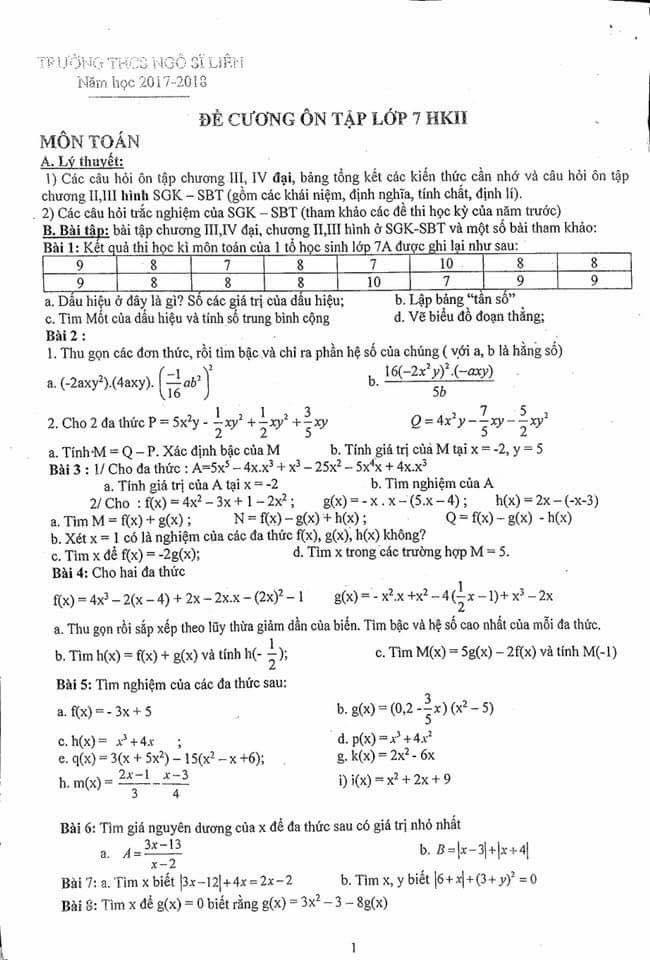 TRƯỜNG THCS NGÔ SĨ LIÊN
Năm học 2017-2018
ĐỀ CƯƠNG ÔN TẬP LỚP 7 HKII
MÔN TOÁN
A. Lý thuyết:
1) Các câu hỏi ôn tập chương III, IV đại, bảng tổng kết các kiến thức cần nhớ và câu hỏi ôn tập
chương II,III hình SGK – SBT (gồm các khái niệm, định nghĩa, tính chất, định lí).
2) Các câu hỏi trắc nghiệm của SGK – SBT (tham khảo các đề thi học kỳ của năm trước)
B. Bài tập: bài tập chương III,IV đại, chương II,III hình ở SGK-SBT và một số bài tham khảo:
Bài 1: Kết quả thi học kì môn toán của 1 tổ học sinh lớp 7A được ghi lại như sau:
9 8 7 8 7 10 8 8
9 8 8 8 10 7 9 9
a. Dấu hiệu ở đây là gì? Số các giá trị của dấu hiệu; b. Lập bảng “tần số”
c. Tìm Mốt của dấu hiệu và tính số trung bình cộng d. Vẽ biểu đồ đoạn thẳng;
Bài 2 :
1. Thu gọn các đơn thức, rồi tìm bậc và chỉ ra phần hệ số của chúng ( với a, b là hằng số)
a. (-2axy²).(4axy).(-1/16 ab²)² b. 16(-2x²y)².(-axy)/5b
2. Cho 2 đa thức P = 5x²y - 1/2 xy² + 1/2 xy² + 3/5 xy Q = 4x²y - 7/5 xy - 5/2 xy²
a. Tính M = Q – P. Xác định bậc của M b. Tính giá trị của M tại x = -2, y = 5
Bài 3 : 1/ Cho đa thức : A=5x⁵ – 4x.x³ + x³ – 25x² – 5x⁴x + 4x.x³
a. Tính giá trị của A tại x = -2 b. Tìm nghiệm của A
2/ Cho : f(x) = 4x² – 3x + 1 – 2x² ; g(x) = - x . x – (5.x – 4) ; h(x) = 2x – (-x-3)
a. Tìm M = f(x) + g(x) ; N = f(x) – g(x) + h(x) ; Q = f(x) – g(x) - h(x)
b. Xét x = 1 có là nghiệm của các đa thức f(x), g(x), h(x) không?
c. Tìm x để f(x) = -2g(x); d. Tìm x trong các trường hợp M = 5.
Bài 4: Cho hai đa thức
f(x) = 4x³ – 2(x – 4) + 2x – 2x.x – (2x)² – 1 g(x) = - x².x +x² – 4(1/2 x – 1)+ x³ – 2x
a. Thu gọn rồi sắp xếp theo lũy thừa giảm dần của biến. Tìm bậc và hệ số cao nhất của mỗi đa thức.
b. Tìm h(x) = f(x) + g(x) và tính h(- 1/2); c. Tìm M(x) = 5g(x) – 2f(x) và tính M(-1)
Bài 5: Tìm nghiệm của các đa thức sau:
a. f(x) = - 3x + 5 b. g(x) = (0,2 - 3/5 x) (x² – 5)
c. h(x) = x³ + 4x ; d. p(x) = x³ + 4x²
e. q(x) = 3(x + 5x²) – 15(x² – x +6); g. k(x) = 2x² - 6x
h. m(x) = 2x-1/3 - x-3/4 i) i(x) = x² + 2x + 9
Bài 6: Tìm giá nguyên dương của x để đa thức sau có giá trị nhỏ nhất
a. A = 3x-13/x-2 b. B = |x-3|+|x+4|
Bài 7: a. Tìm x biết |3x-12|+4x = 2x-2 b. Tìm x, y biết |6+x|+(3+y)² = 0
Bài 8: Tìm x để g(x) = 0 biết rằng g(x) = 3x² – 3 – 8g(x)
1